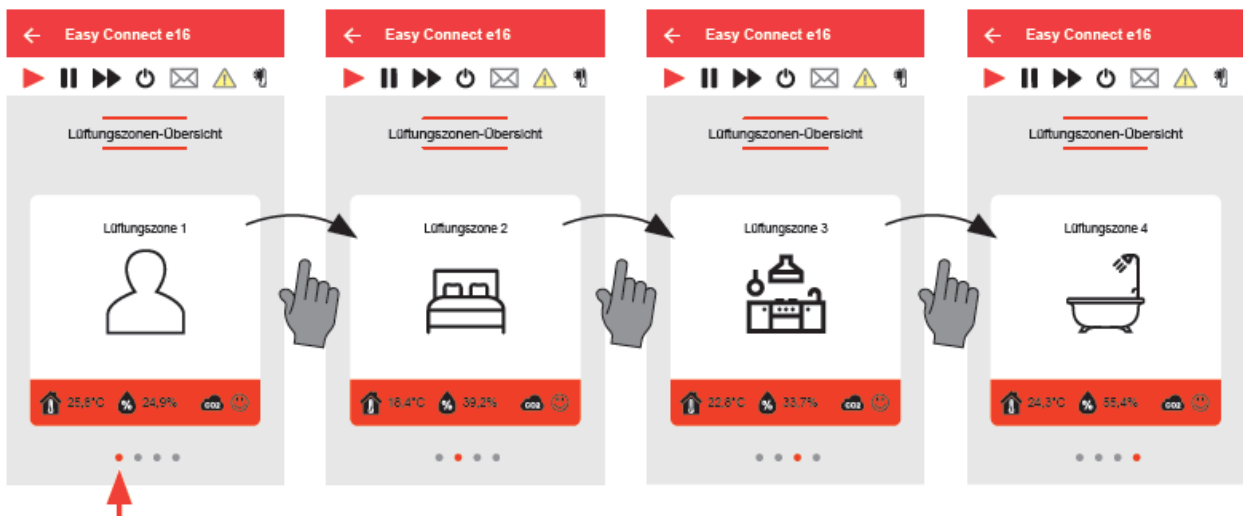 Easy Connect e16
Lüftungszonen-Übersicht
Lüftungszone 1
25,8°C % 24,9% CO2
Easy Connect e16
Lüftungszonen-Übersicht
Lüftungszone 2
18,4°C % 39,2% CO2
Easy Connect e16
Lüftungszonen-Übersicht
Lüftungszone 3
22,8°C % 33,7% CO2
Easy Connect e16
Lüftungszonen-Übersicht
Lüftungszone 4
24,3°C % 55,4% CO2